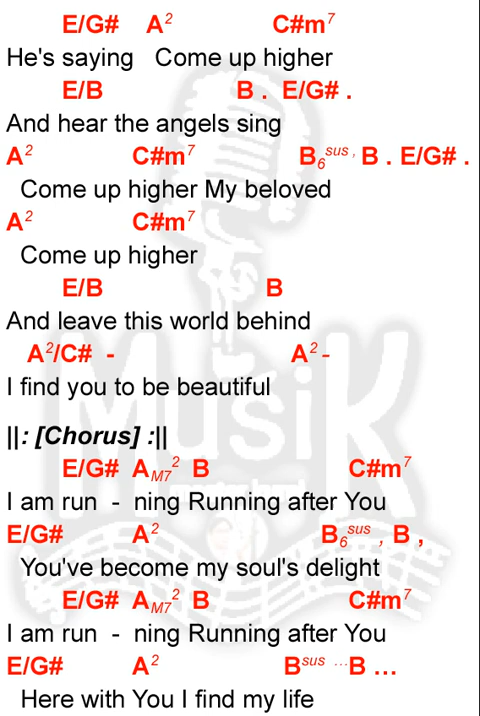 E/G# A² C#m⁷
He's saying Come up higher
E/B B . E/G# .
And hear the angels sing
A² C#m⁷ B₆ˢᵘˢ, B . E/G# .
Come up higher My beloved
A² C#m⁷
Come up higher
E/B B
And leave this world behind
A²/C# - A² -
I find you to be beautiful
||: [Chorus] :||
E/G# Aₘ₇² B C#m⁷
I am run - ning Running after You
E/G# A² B₆ˢᵘˢ , B ,
You've become my soul's delight
E/G# Aₘ₇² B C#m⁷
I am run - ning Running after You
E/G# A² Bˢᵘˢ ... B ...
Here with You I find my life
MusiK